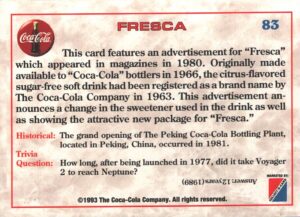 Coca-Cola
FRESCA
83
This card features an advertisement for "Fresca"
which appeared in magazines in 1980. Originally made
available to "Coca-Cola" bottlers in 1966, the citrus-flavored
sugar-free soft drink had been registered as a brand name by
The Coca-Cola Company in 1963. This advertisement an-
nounces a change in the sweetener used in the drink as well
as showing the attractive new package for "Fresca."
Historical: The grand opening of The Peking Coca-Cola Bottling Plant,
located in Peking, China, occurred in 1981.
Trivia
Question: How long, after being launched in 1977, did it take Voyager
2 to reach Neptune?
Answer: 12 years. (1989)
MARKETED BY:
©1993 The Coca-Cola Company. All rights reserved.